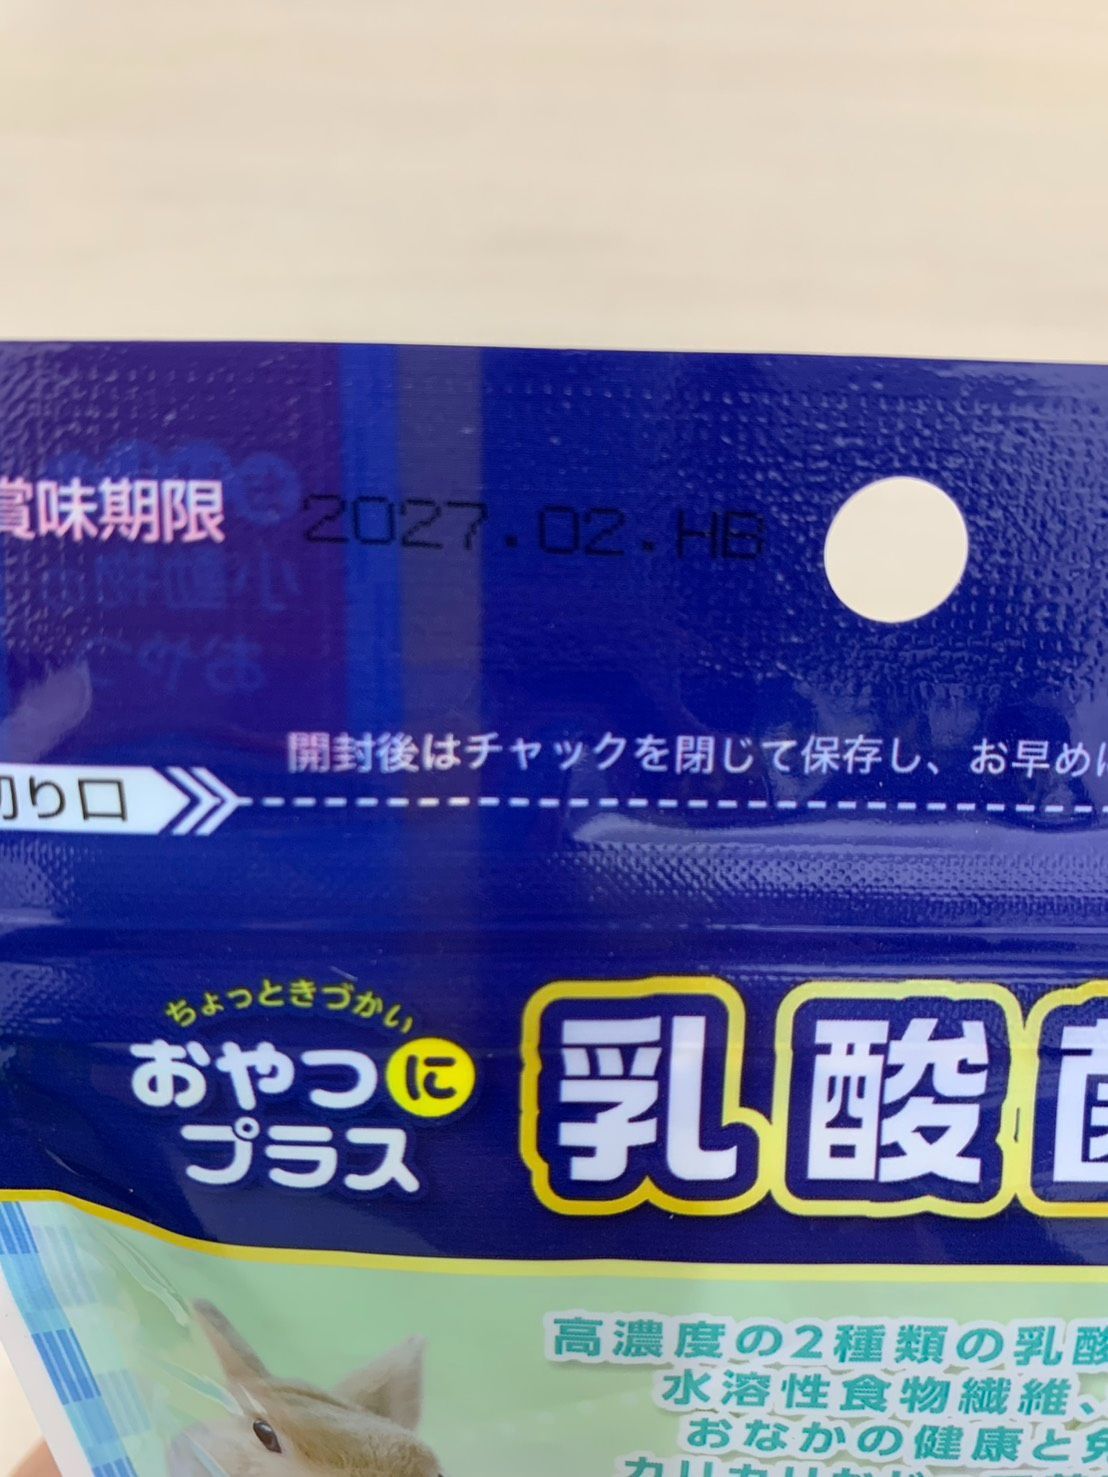 賞味期限 2027.02.HB
開封後はチャックを閉じて保存し、お早めに
切り口
ちょっときづかい
おやつに
プラス
乳酸菌
高濃度の2種類の乳酸
水溶性食物繊維、
おなかの健康と免